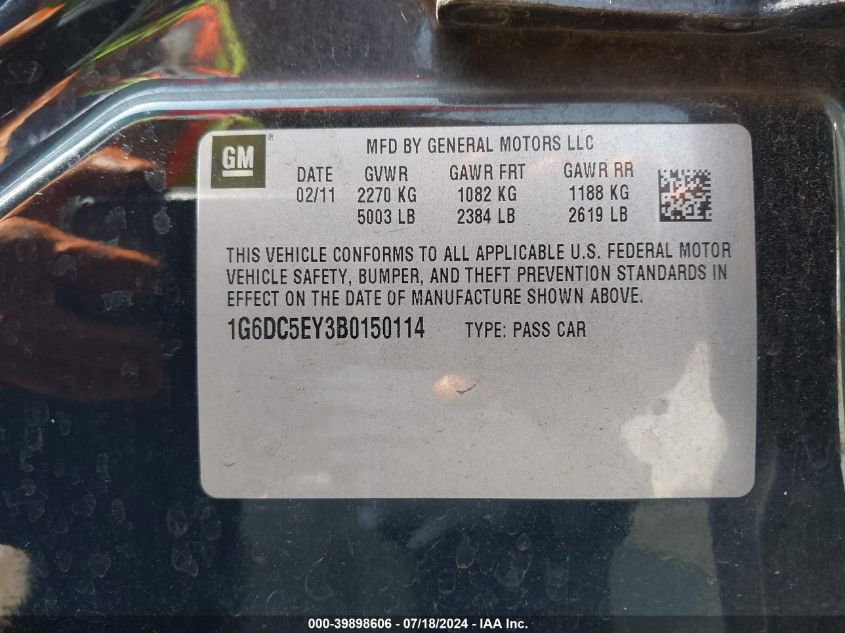 GM ® MFD BY GENERAL MOTORS LLC
DATE GVWR GAWR FRT GAWR RR
02/11 2270 KG 1082 KG 1188 KG
5003 LB 2384 LB 2619 LB
THIS VEHICLE CONFORMS TO ALL APPLICABLE U.S. FEDERAL MOTOR
VEHICLE SAFETY, BUMPER, AND THEFT PREVENTION STANDARDS IN
EFFECT ON THE DATE OF MANUFACTURE SHOWN ABOVE.
1G6DC5EY3B0150114 TYPE: PASS CAR
000-39898606 - 07/18/2024 - IAA Inc.